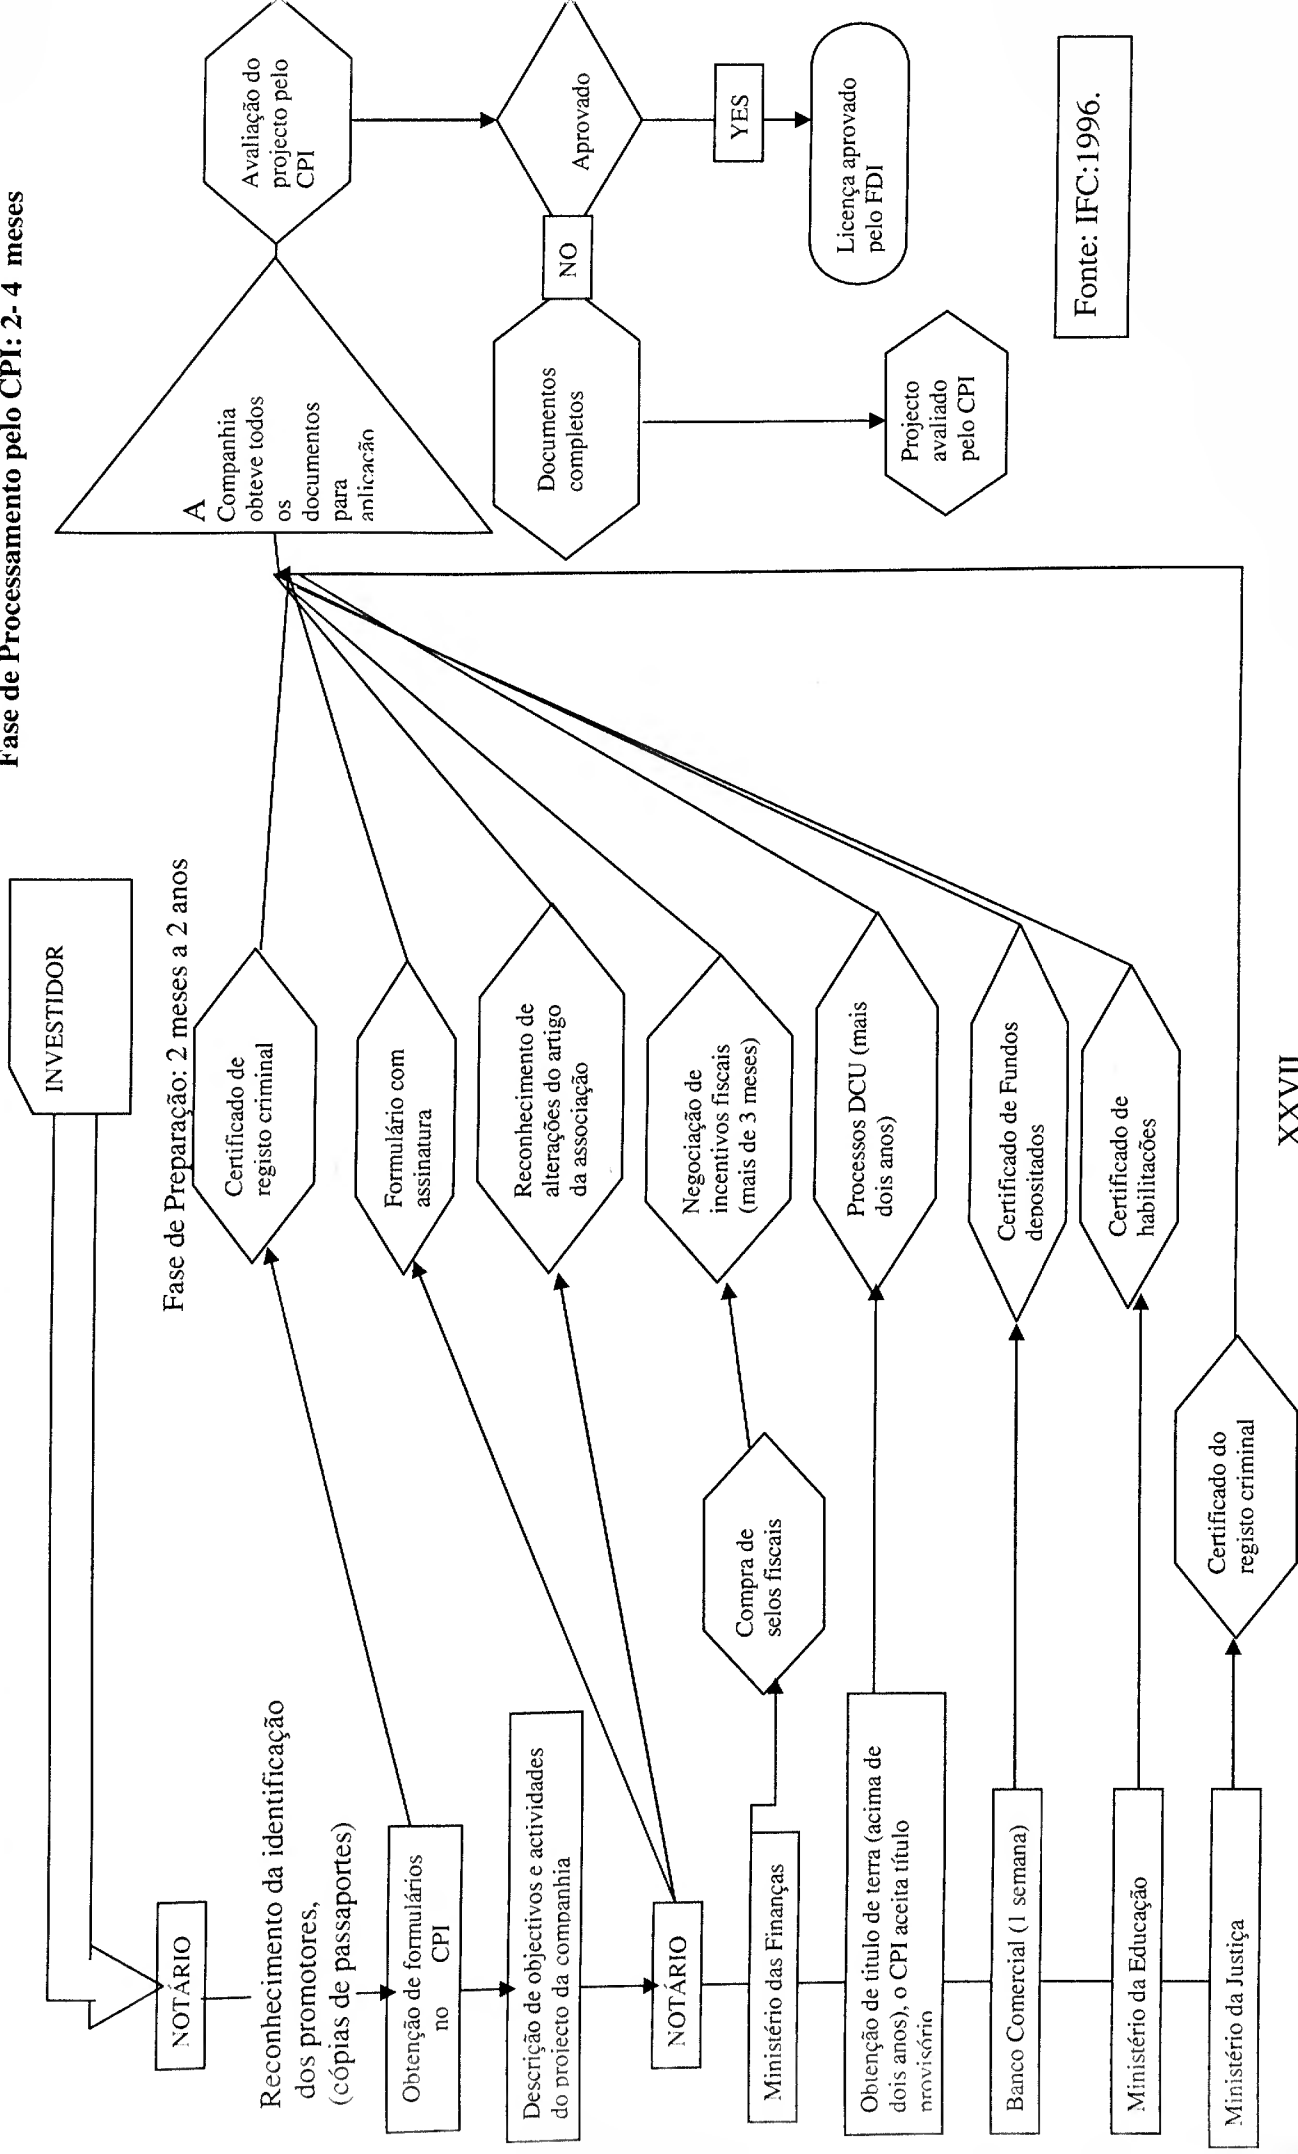 Fase de Processamento pelo CPI: 2- 4 meses
INVESTIDOR
Fase de Preparação: 2 meses a 2 anos
NOTÁRIO
Reconhecimento da identificação
dos promotores,
(cópias de passaportes)
Obtenção de formulários
no CPI
Descrição de objectivos e actividades
do projecto da companhia
NOTÁRIO
Ministério das Finanças
Obtenção de titulo de terra (acima de
dois anos), o CPI aceita título
provisório
Banco Comercial (1 semana)
Ministério da Educação
Ministério da Justiça
Compra de
selos fiscais
Certificado do
registo criminal
Certificado de
registo criminal
Formulário com
assinatura
Reconhecimento de
alterações do artigo
da associação
Negociação de
incentivos fiscais
(mais de 3 meses)
Processos DCU (mais
dois anos)
Certificado de Fundos
depositados
Certificado de
habilitacões
A
Companhia
obteve todos
os
documentos
para
anlicacão
Avaliação do
projecto pelo
CPI
Aprovado
NO
YES
Documentos
completos
Licença aprovado
pelo FDI
Projecto
avaliado
pelo CPI
Fonte: IFC:1996.
XXVII